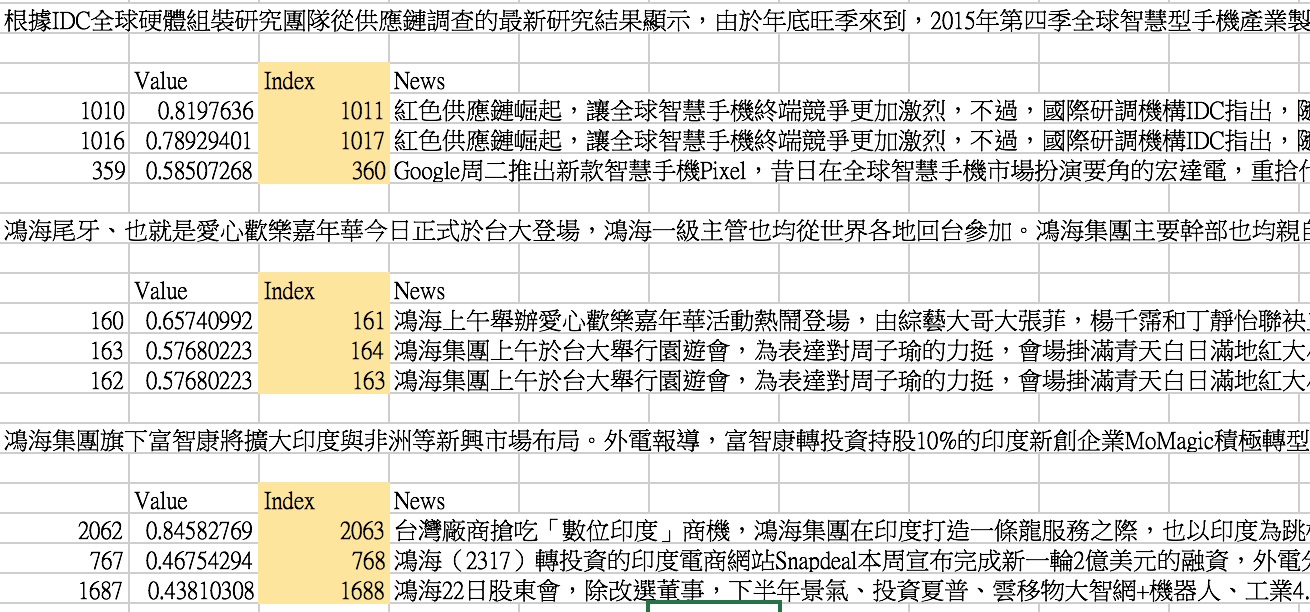 根據IDC全球硬體組裝研究團隊從供應鏈調查的最新研究結果顯示，由於年底旺季來到，2015年第四季全球智慧型手機產業製
Value Index News
1010 0.8197636 1011 紅色供應鏈崛起，讓全球智慧手機終端競爭更加激烈，不過，國際研調機構IDC指出，隨
1016 0.78929401 1017 紅色供應鏈崛起，讓全球智慧手機終端競爭更加激烈，不過，國際研調機構IDC指出，隨
359 0.58507268 360 Google周二推出新款智慧手機Pixel，昔日在全球智慧手機市場扮演要角的宏達電，重拾代
鴻海尾牙、也就是愛心歡樂嘉年華今日正式於台大登場，鴻海一級主管也均從世界各地回台參加。鴻海集團主要幹部也均親自
Value Index News
160 0.65740992 161 鴻海上午舉辦愛心歡樂嘉年華活動熱鬧登場，由綜藝大哥大張菲，楊千霈和丁靜怡聯袂
163 0.57680223 164 鴻海集團上午於台大舉行園遊會，為表達對周子瑜的力挺，會場掛滿青天白日滿地紅大
162 0.57680223 163 鴻海集團上午於台大舉行園遊會，為表達對周子瑜的力挺，會場掛滿青天白日滿地紅大
鴻海集團旗下富智康將擴大印度與非洲等新興市場布局。外電報導，富智康轉投資持股10%的印度新創企業MoMagic積極轉型
Value Index News
2062 0.84582769 2063 台灣廠商搶吃「數位印度」商機，鴻海集團在印度打造一條龍服務之際，也以印度為跳
767 0.46754294 768 鴻海（2317）轉投資的印度電商網站Snapdeal本周宣布完成新一輪2億美元的融資，外電
1687 0.43810308 1688 鴻海22日股東會，除改選董事，下半年景氣、投資夏普、雲移物大智網+機器人、工業4.